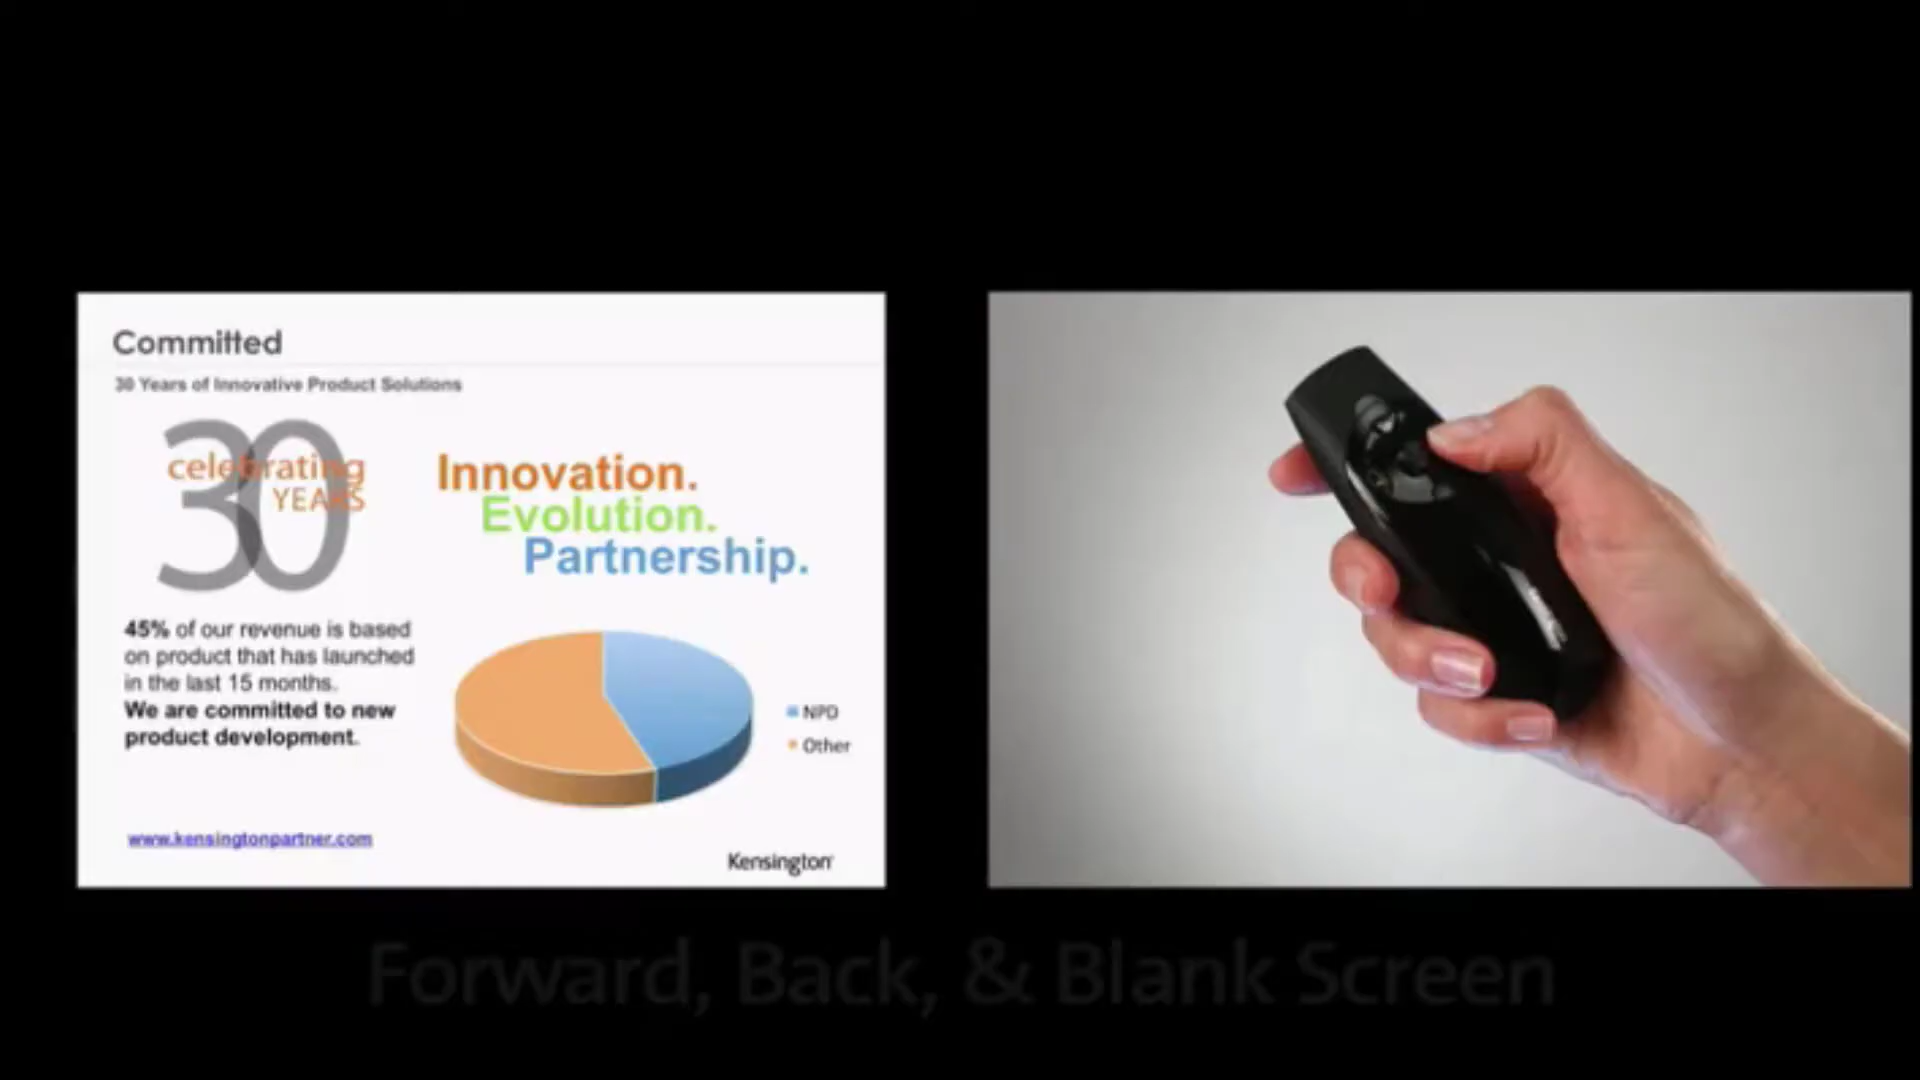 Committed
30 Years of Innovative Product Solutions
30
celebrating
YEARS
Innovation.
Evolution.
Partnership.
45% of our revenue is based
on product that has launched
in the last 15 months.
We are committed to new
product development.
NPD
Other
www.kensingtonpartner.com
Kensington
Forward, Back, & Blank Screen